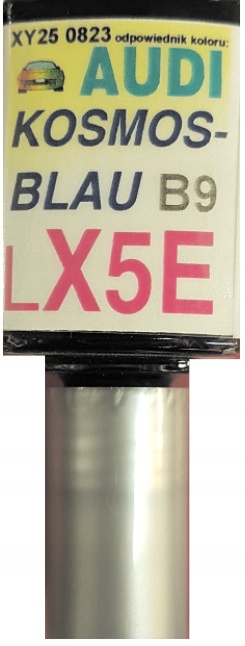 XY25 0823 odpowiednik koloru:
AUDI
KOSMOS-
BLAU B9
LX5E